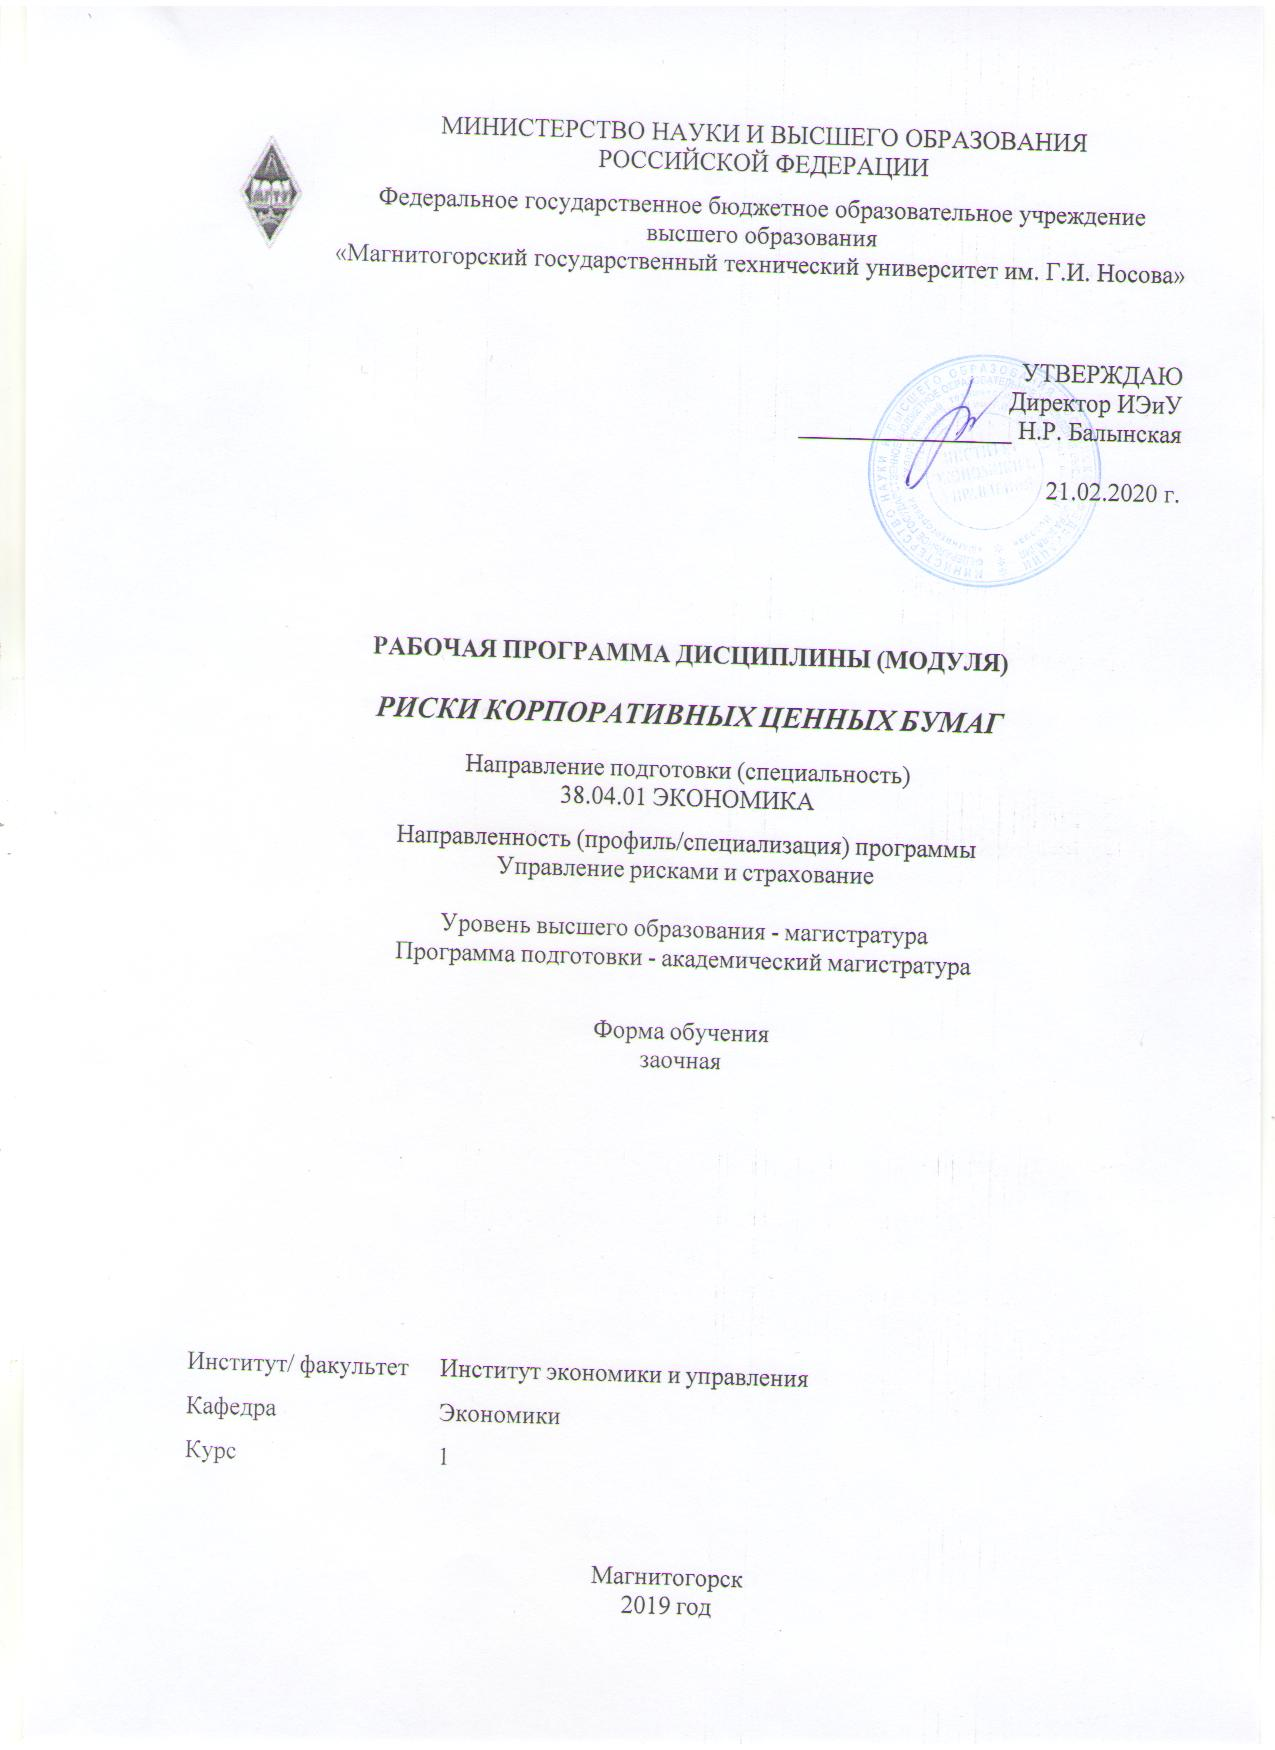 МИНИСТЕРСТВО НАУКИ И ВЫСШЕГО ОБРАЗОВАНИЯ
РОССИЙСКОЙ ФЕДЕРАЦИИ
Федеральное государственное бюджетное образовательное учреждение
высшего образования
«Магнитогорский государственный технический университет им. Г.И. Носова»
УТВЕРЖДАЮ
Директор ИЭиУ
Н.Р. Балынская
21.02.2020 г.
РАБОЧАЯ ПРОГРАММА ДИСЦИПЛИНЫ (МОДУЛЯ)
РИСКИ КОРПОРАТИВНЫХ ЦЕННЫХ БУМАГ
Направление подготовки (специальность)
38.04.01 ЭКОНОМИКА
Направленность (профиль/специализация) программы
Управление рисками и страхование
Уровень высшего образования - магистратура
Программа подготовки - академический магистратура
Форма обучения
заочная
Институт/ факультет Институт экономики и управления
Кафедра Экономики
Курс 1
Магнитогорск
2019 год